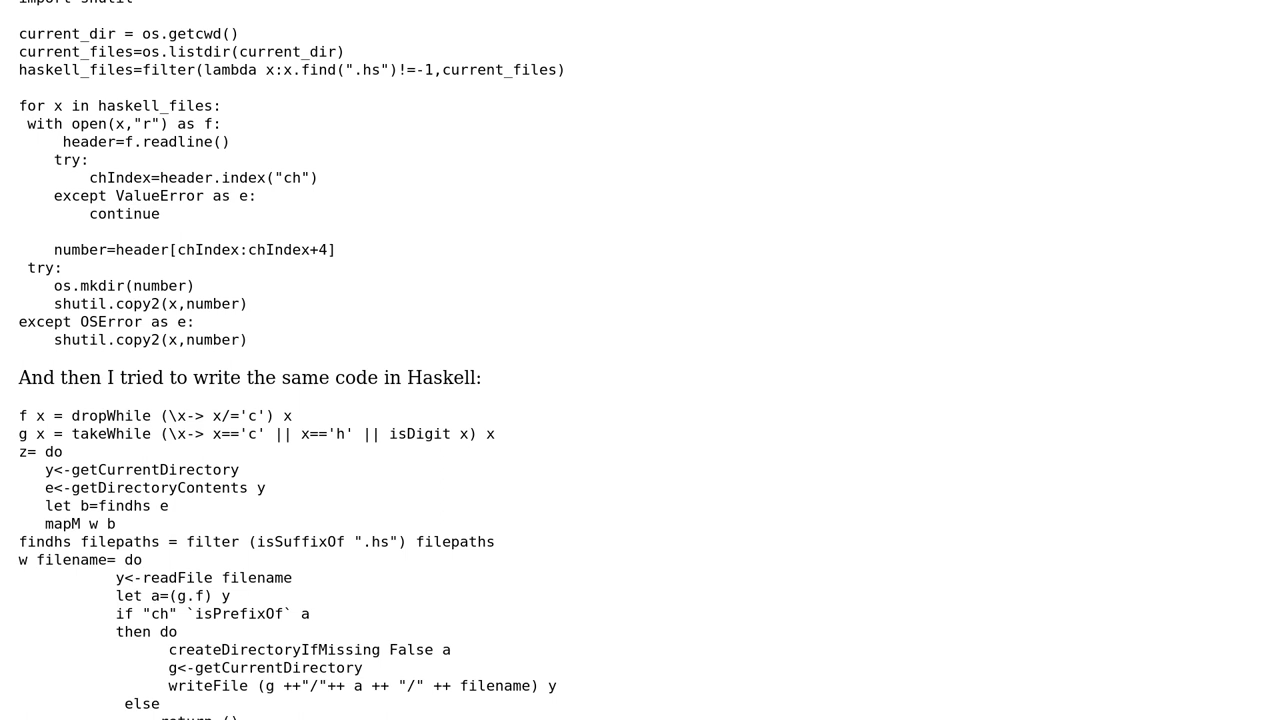 import shutil

current_dir = os.getcwd()
current_files=os.listdir(current_dir)
haskell_files=filter(lambda x:x.find(".hs")!=-1,current_files)

for x in haskell_files:
 with open(x,"r") as f:
     header=f.readline()
    try:
        chIndex=header.index("ch")
    except ValueError as e:
        continue

    number=header[chIndex:chIndex+4]
 try:
    os.mkdir(number)
    shutil.copy2(x,number)
except OSError as e:
    shutil.copy2(x,number)

And then I tried to write the same code in Haskell:

f x = dropWhile (\x-> x/='c') x
g x = takeWhile (\x-> x=='c' || x=='h' || isDigit x) x
z= do
   y<-getCurrentDirectory
   e<-getDirectoryContents y
   let b=findhs e
   mapM w b
findhs filepaths = filter (isSuffixOf ".hs") filepaths
w filename= do
           y<-readFile filename
           let a=(g.f) y
           if "ch" `isPrefixOf` a
           then do
                 createDirectoryIfMissing False a
                 g<-getCurrentDirectory
                 writeFile (g ++"/"++ a ++ "/" ++ filename) y
            else
                return ()